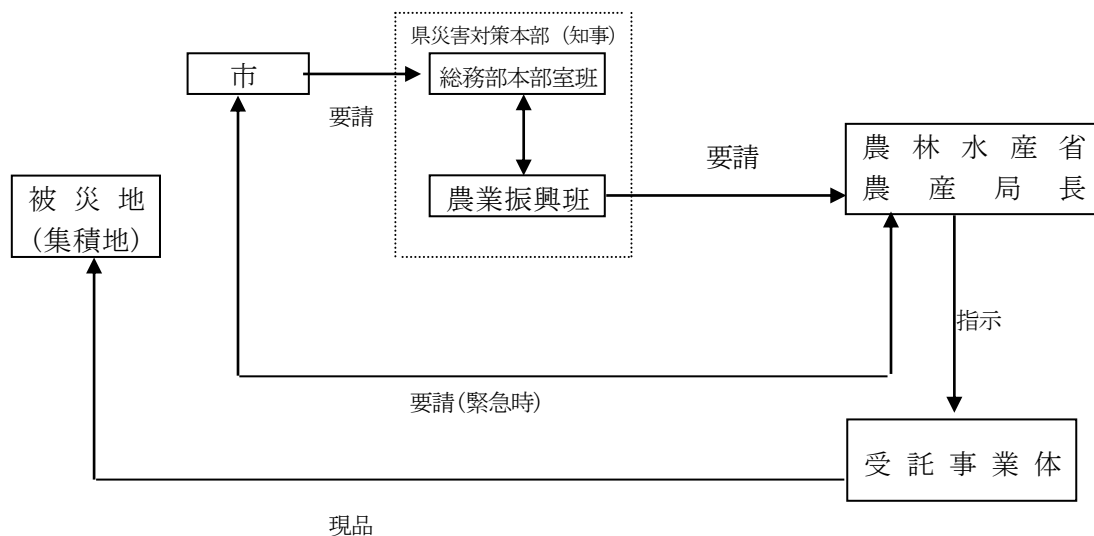 県災害対策本部（知事）
市
総務部本部室班
要請
農林水産省
農産局長
要請
被災地
(集積地)
農業振興班
指示
要請(緊急時)
受託事業体
現品